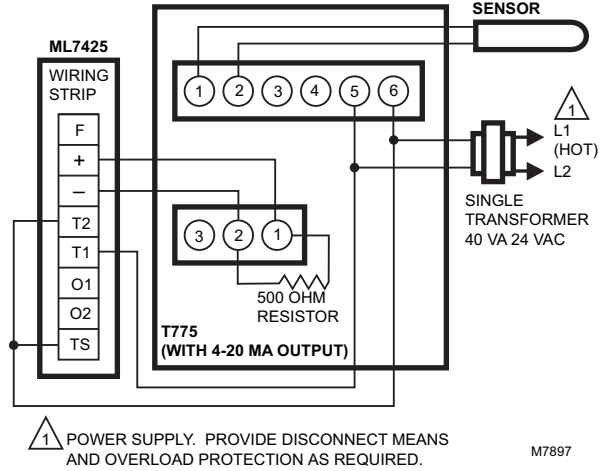 SENSOR
ML7425
WIRING
STRIP
1 2 3 4 5 6
1
L1
(HOT)
L2
F
+
–
T2
T1
O1
O2
TS
SINGLE
TRANSFORMER
40 VA 24 VAC
3 2 1
500 OHM
RESISTOR
T775
(WITH 4-20 MA OUTPUT)
1 POWER SUPPLY. PROVIDE DISCONNECT MEANS
AND OVERLOAD PROTECTION AS REQUIRED.
M7897